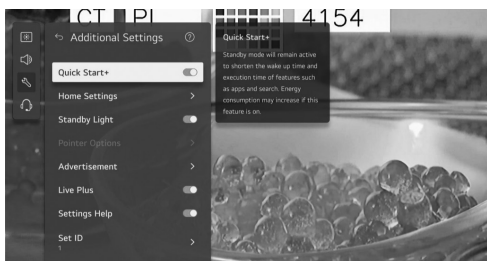 CT PL 4154
Additional Settings
Quick Start+
Home Settings
Standby Light
Pointer Options
Advertisement
Live Plus
Settings Help
Set ID
1
Quick Start+
Standby mode will remain active
to shorten the wake up time and
execution time of features such
as apps and search. Energy
consumption may increase if this
feature is on.